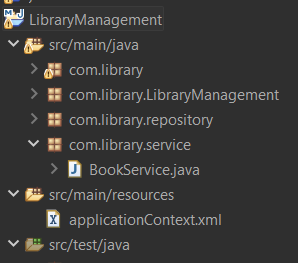 LibraryManagement
src/main/java
com.library
com.library.LibraryManagement
com.library.repository
com.library.service
BookService.java
src/main/resources
applicationContext.xml
src/test/java